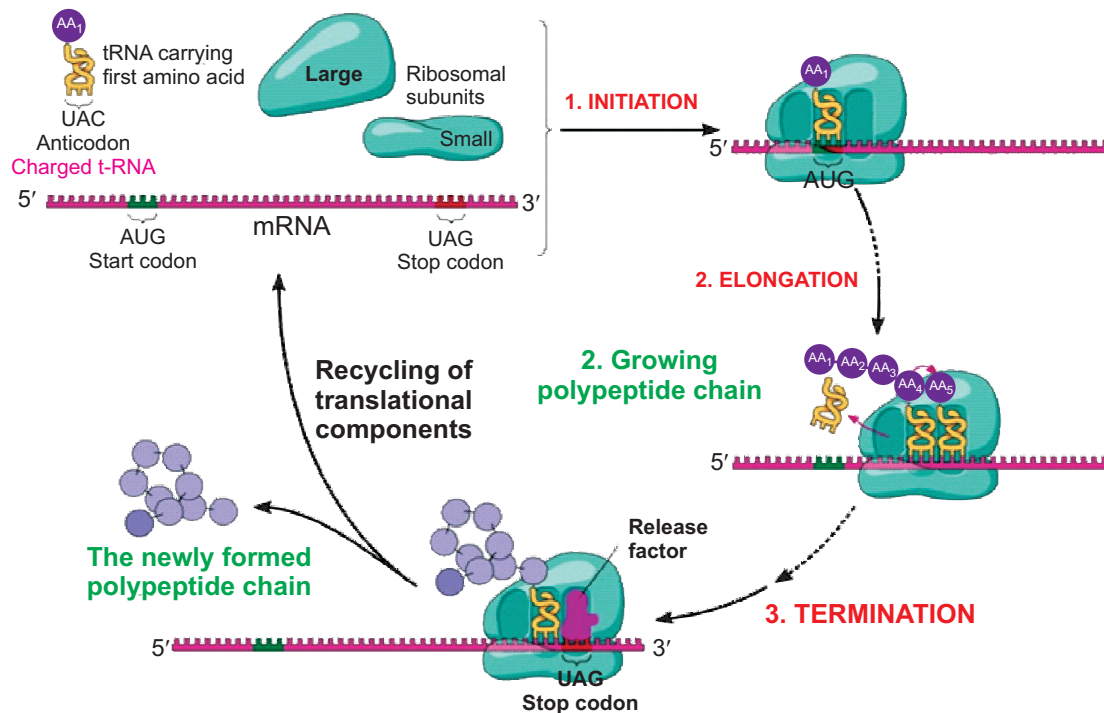 AA1
tRNA carrying
first amino acid
UAC
Anticodon
Charged t-RNA
Large
Ribosomal
subunits
Small
5′
3′
mRNA
AUG
Start codon
UAG
Stop codon
1. INITIATION
AA1
5′
AUG
2. ELONGATION
2. Growing
polypeptide chain
AA1
AA2
AA3
AA4
AA5
5′
Recycling of
translational
components
The newly formed
polypeptide chain
Release
factor
3. TERMINATION
5′
3′
UAG
Stop codon